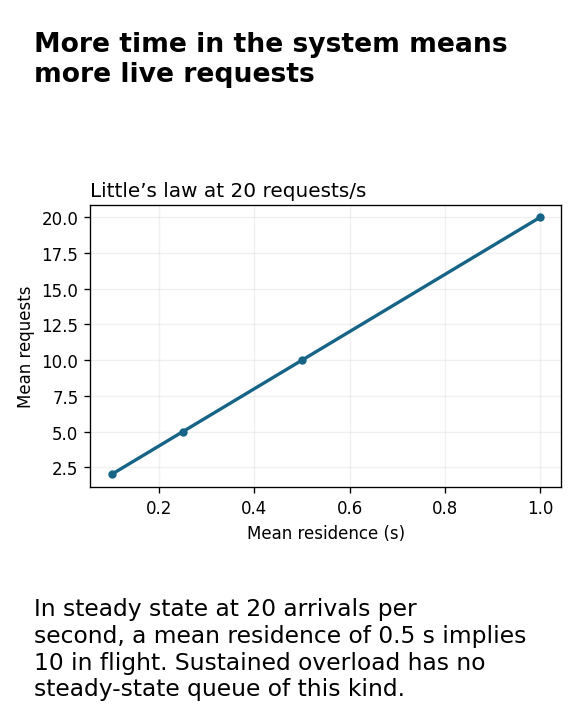 More time in the system means
more live requests
Little’s law at 20 requests/s
Mean requests
20.0
17.5
15.0
12.5
10.0
7.5
5.0
2.5
0.2
0.4
0.6
0.8
1.0
Mean residence (s)
In steady state at 20 arrivals per
second, a mean residence of 0.5 s implies
10 in flight. Sustained overload has no
steady-state queue of this kind.